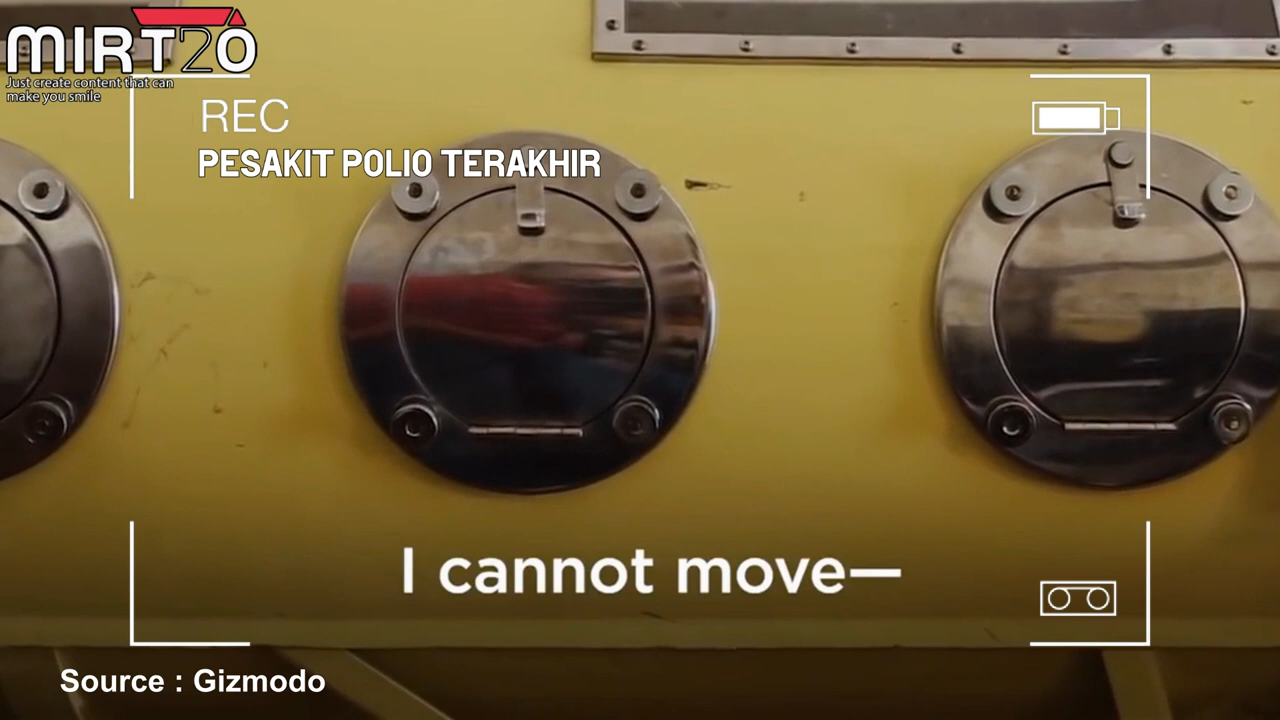 MIRT20
Just create content that can
make you smile
REC
PESAKIT POLIO TERAKHIR
I cannot move—
Source : Gizmodo